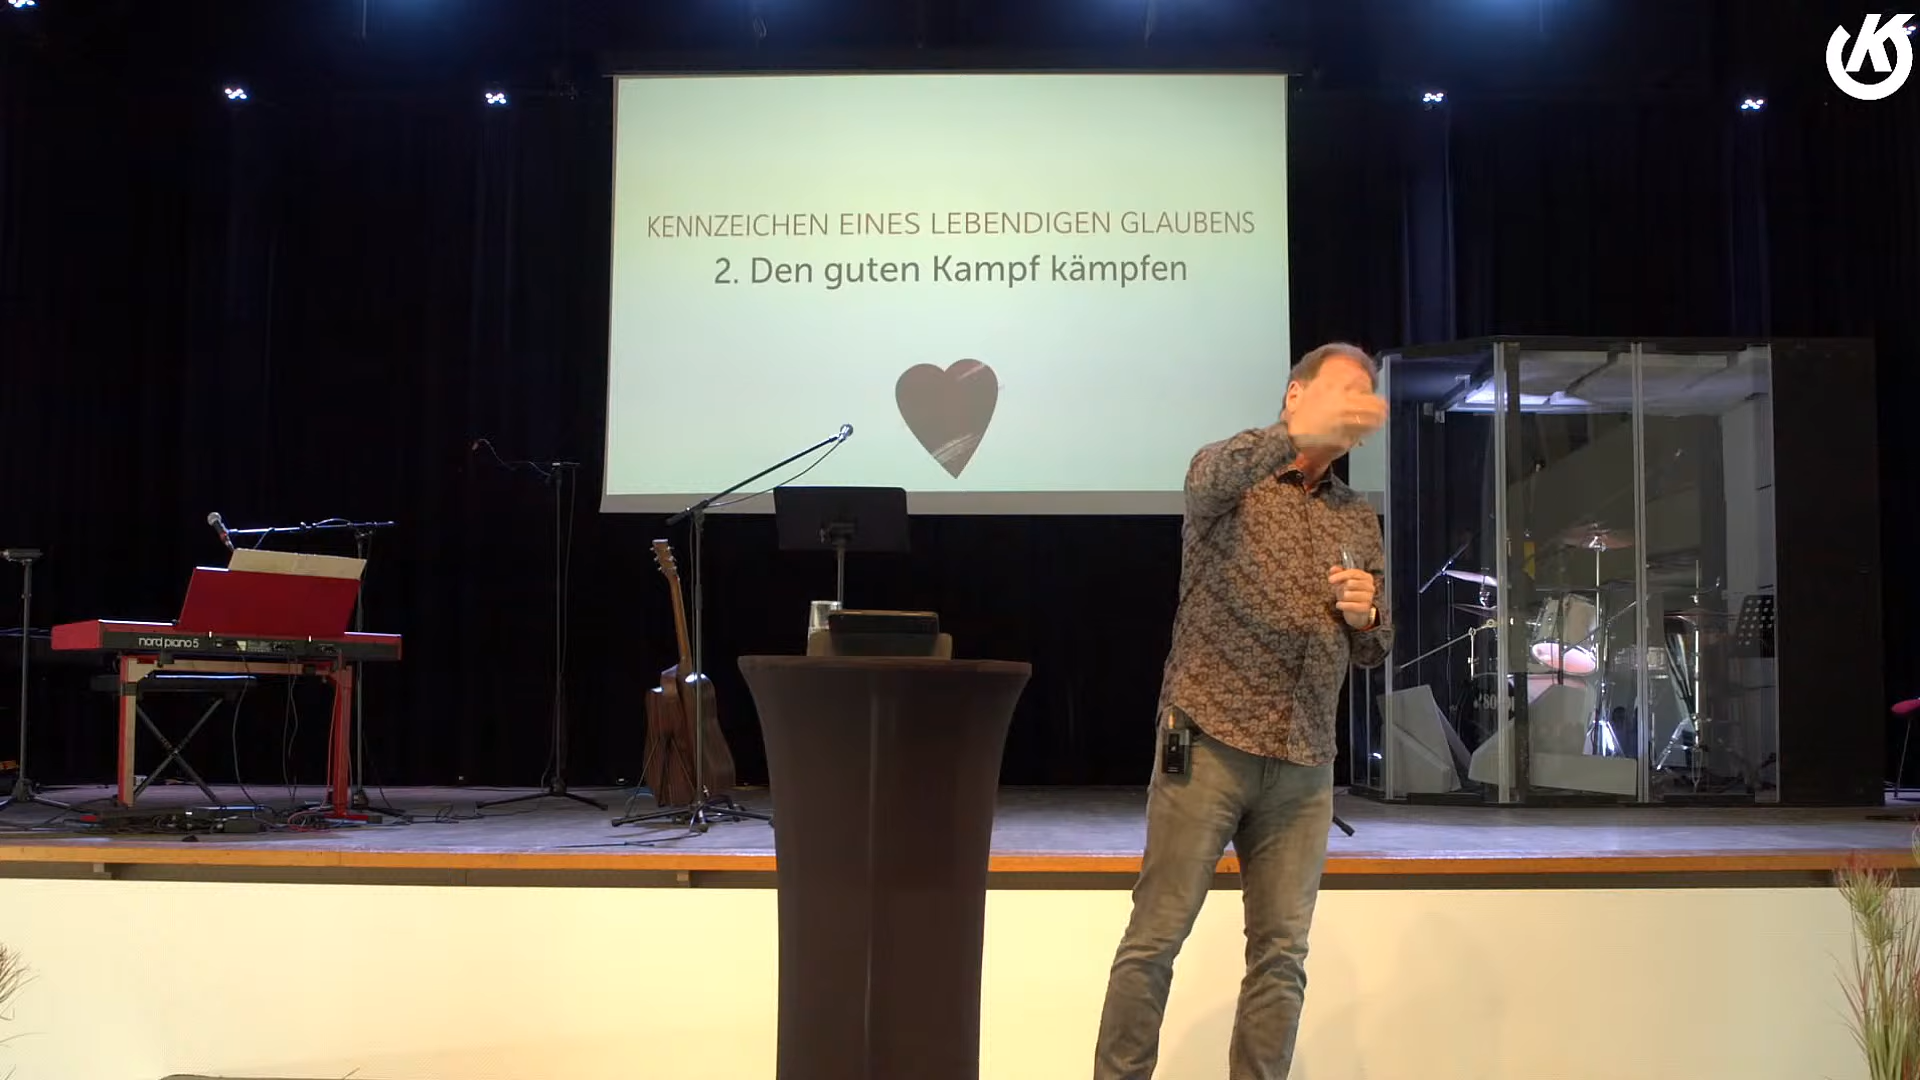 KENNZEICHEN EINES LEBENDIGEN GLAUBENS
2. Den guten Kampf kämpfen
nord piano 5